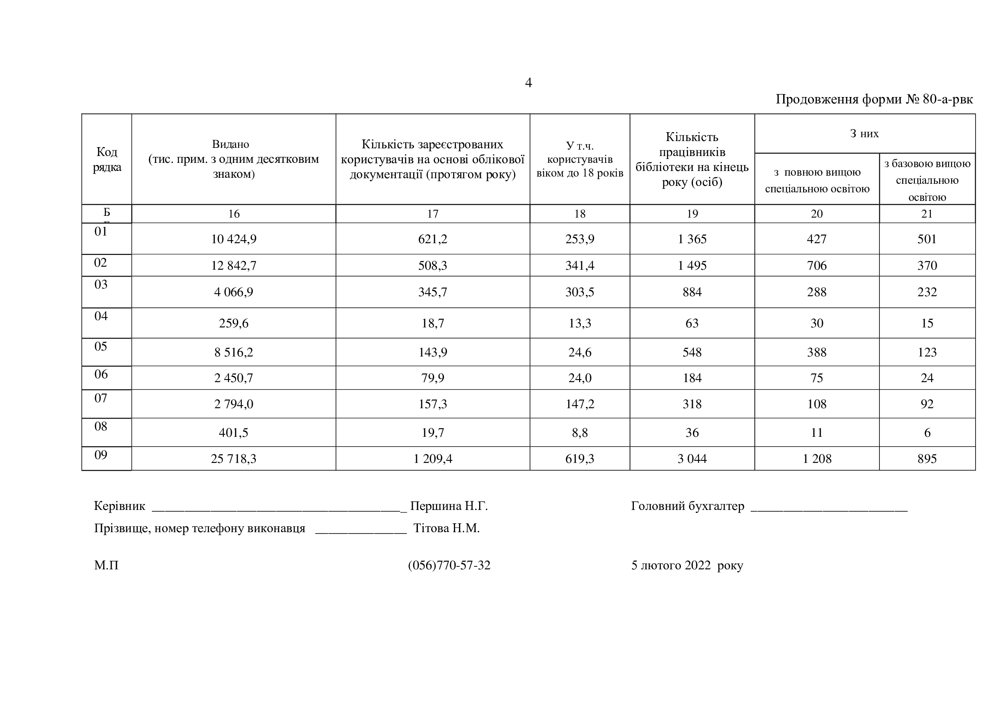 4
Продовження форми № 80-а-рвк
Код
рядка
Видано
(тис. прим. з одним десятковим
знаком)
Кількість зареєстрованих
користувачів на основі облікової
документації (протягом року)
У т.ч.
користувачів
віком до 18 років
Кількість
працівників
бібліотеки на кінець
року (осіб)
З них
з повною вищою
спеціальною освітою
з базовою вищою
спеціальною
освітою
Б 16 17 18 19 20 21
01 10 424,9 621,2 253,9 1 365 427 501
02 12 842,7 508,3 341,4 1 495 706 370
03 4 066,9 345,7 303,5 884 288 232
04 259,6 18,7 13,3 63 30 15
05 8 516,2 143,9 24,6 548 388 123
06 2 450,7 79,9 24,0 184 75 24
07 2 794,0 157,3 147,2 318 108 92
08 401,5 19,7 8,8 36 11 6
09 25 718,3 1 209,4 619,3 3 044 1 208 895
Керівник _______________________________________ Першина Н.Г. Головний бухгалтер ________________________
Прізвище, номер телефону виконавця ______________ Тітова Н.М.
М.П (056)770-57-32 5 лютого 2022 року